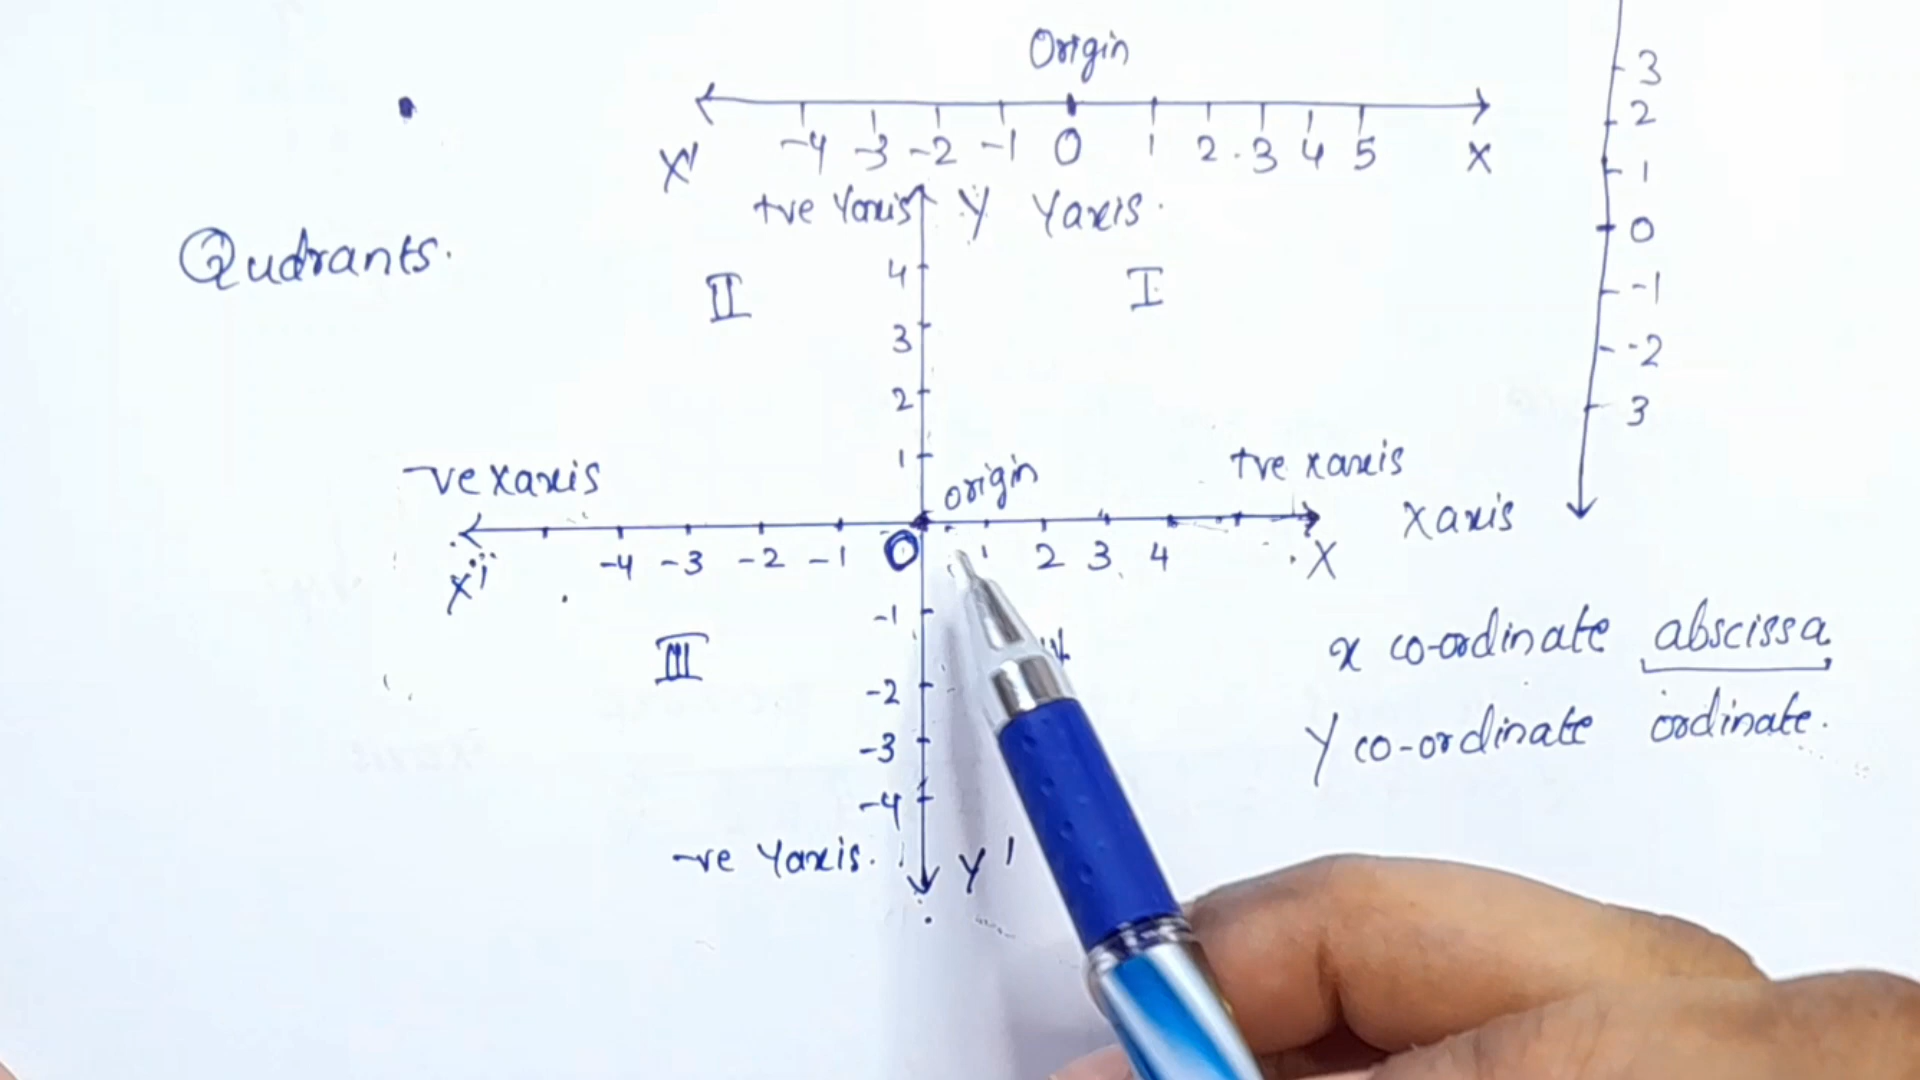 Origin
X' -4 -3 -2 -1 0 1 2 3 4 5 X
3
2
1
0
-1
-2
3
+ve Yaxis Y Yaxis.
Qudrants.
II I
4
3
2
1
-ve xaxis origin +ve xaxis
X axis
X' -4 -3 -2 -1 O 1 2 3 4 X
-1
III
-2
-3
-4
-ve Yaxis. Y'
x co-ordinate abscissa
Y co-ordinate ordinate.